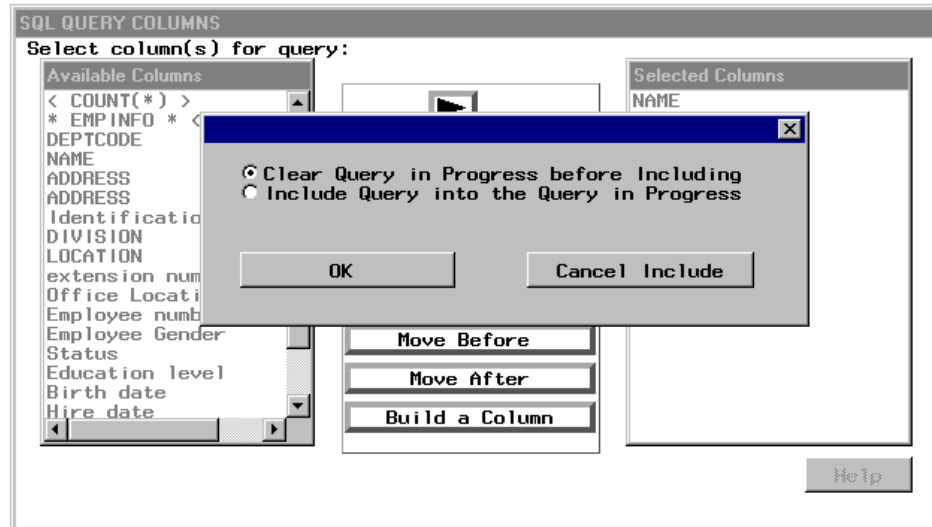 SQL QUERY COLUMNS
Select column(s) for query:
Available Columns
< COUNT(*) >
* EMPINFO * <
DEPTCODE
NAME
ADDRESS
ADDRESS
Identificatio
DIVISION
LOCATION
extension num
Office Locati
Employee numb
Employee Gender
Status
Education level
Birth date
Hire date
Clear Query in Progress before Including
Include Query into the Query in Progress
OK
Cancel Include
Move Before
Move After
Build a Column
Selected Columns
NAME
Help